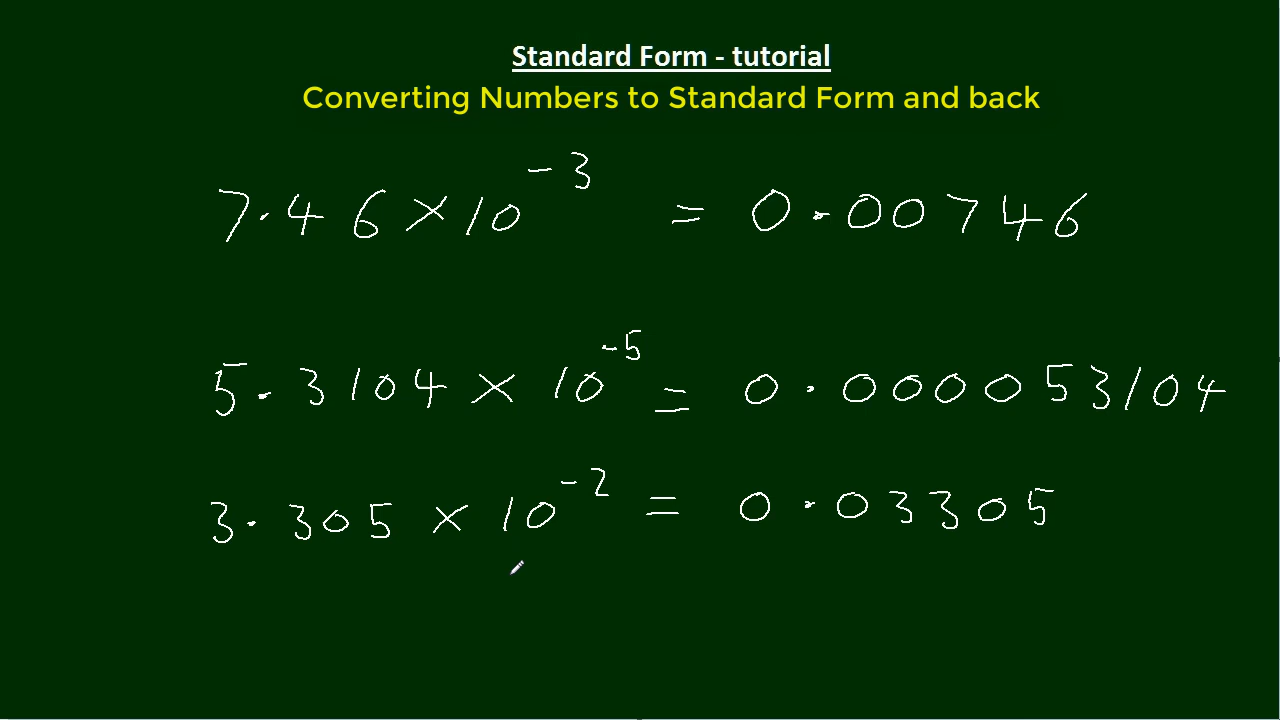 Standard Form - tutorial
Converting Numbers to Standard Form and back
7.46 × 10⁻³ = 0.00746
5.3104 × 10⁻⁵ = 0.000053104
3.305 × 10⁻² = 0.03305